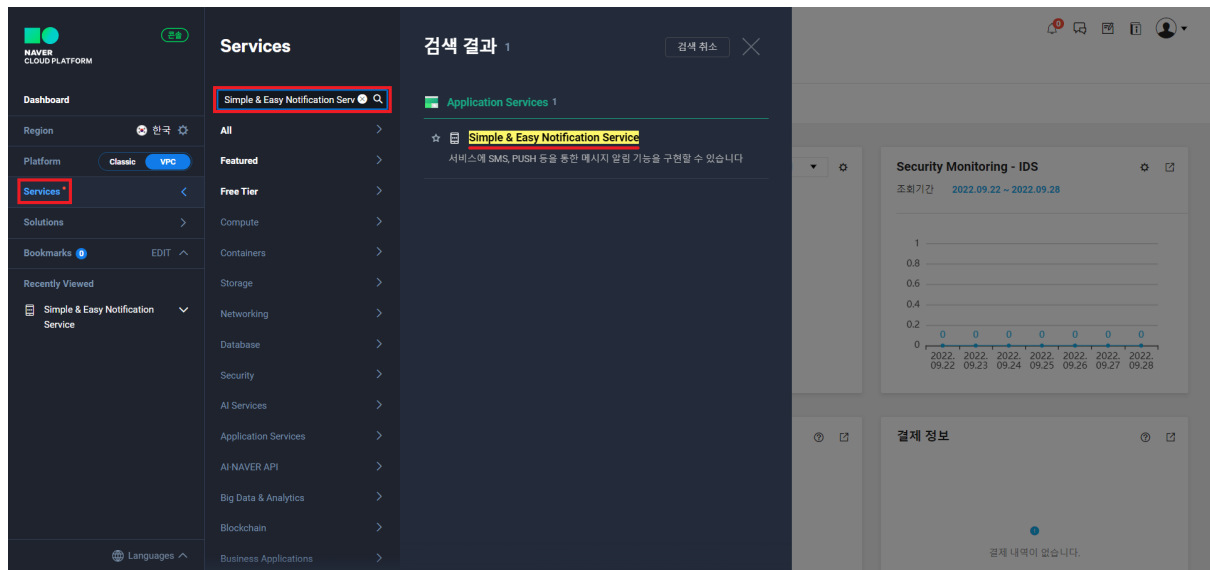 NAVER
CLOUD PLATFORM
콘솔
Dashboard
Region 한국
Platform Classic VPC
Services
Solutions
Bookmarks 0 EDIT
Recently Viewed
Simple & Easy Notification
Service
Languages
Services
Simple & Easy Notification Serv
All
Featured
Free Tier
Compute
Containers
Storage
Networking
Database
Security
AI Services
Application Services
AI·NAVER API
Big Data & Analytics
Blockchain
Business Applications
검색 결과 1
검색 취소
Application Services 1
Simple & Easy Notification Service
서비스에 SMS, PUSH 등을 통한 메시지 알림 기능을 구현할 수 있습니다
0
Security Monitoring - IDS
조회기간 2022.09.22 ~ 2022.09.28
1
0.8
0.6
0.4
0.2
0
0 0 0 0 0 0 0
2022. 2022. 2022. 2022. 2022. 2022. 2022.
09.22 09.23 09.24 09.25 09.26 09.27 09.28
결제 정보
결제 내역이 없습니다.